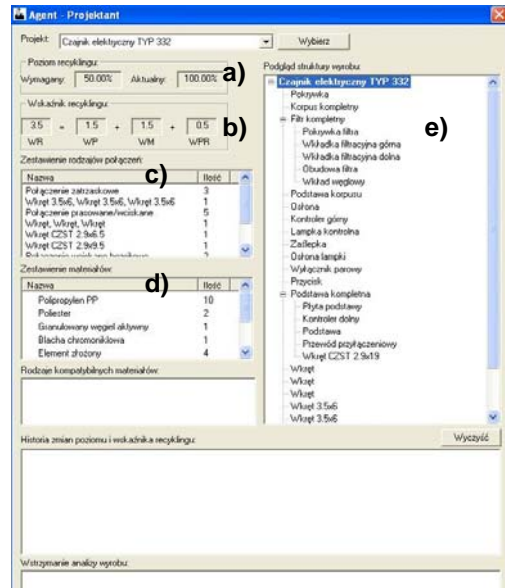 Agent - Projektant
Projekt: Czajnik elektryczny TYP 332 Wybierz
Poziom recyklingu:
Wymagany: 50.00% Aktualny: 100.00% a)
Wskaźnik recyklingu:
3.5 = 1.5 + 1.5 + 0.5 b)
WR WP WM WPR
Zestawienie rodzajów połączeń:
c)
Nazwa Ilość
Połączenie zatrzaskowe 3
Wkręt 3.5x6, Wkręt 3.5x6, Wkręt 3.5x6 1
Połączenie prasowane/wciskane 5
Wkręt, Wkręt, Wkręt 1
Wkręt CZST 2.9x6.5 1
Wkręt CZST 2.9x9.5 1
Zestawienie materiałów:
d)
Nazwa Ilość
Polipropylen PP 10
Poliester 2
Granulowany węgiel aktywny 1
Blacha chromoniklowa 1
Element złożony 4
Rodzaje kompatybilnych materiałów:
Podgląd struktury wyrobu:
Czajnik elektryczny TYP 332
Pokrywka
Korpus kompletny
e)
Filtr kompletny
Pokrywka filtra
Wkładka filtracyjna górna
Wkładka filtracyjna dolna
Obudowa filtra
Wkład węglowy
Podstawa korpusu
Osłona
Kontroler górny
Lampka kontrolna
Zaślepka
Osłona lampki
Wyłącznik parowy
Przycisk
Podstawa kompletna
Płyta podstawy
Kontroler dolny
Podstawa
Przewód przyłączeniowy
Wkręt CZST 2.9x19
Wkręt
Wkręt
Wkręt
Wkręt 3.5x6
Wkręt 3.5x6
Wkręt 3.5x6
Historia zmian poziomu i wskaźnika recyklingu: Wyczyść
Wstrzymanie analizy wyrobu: